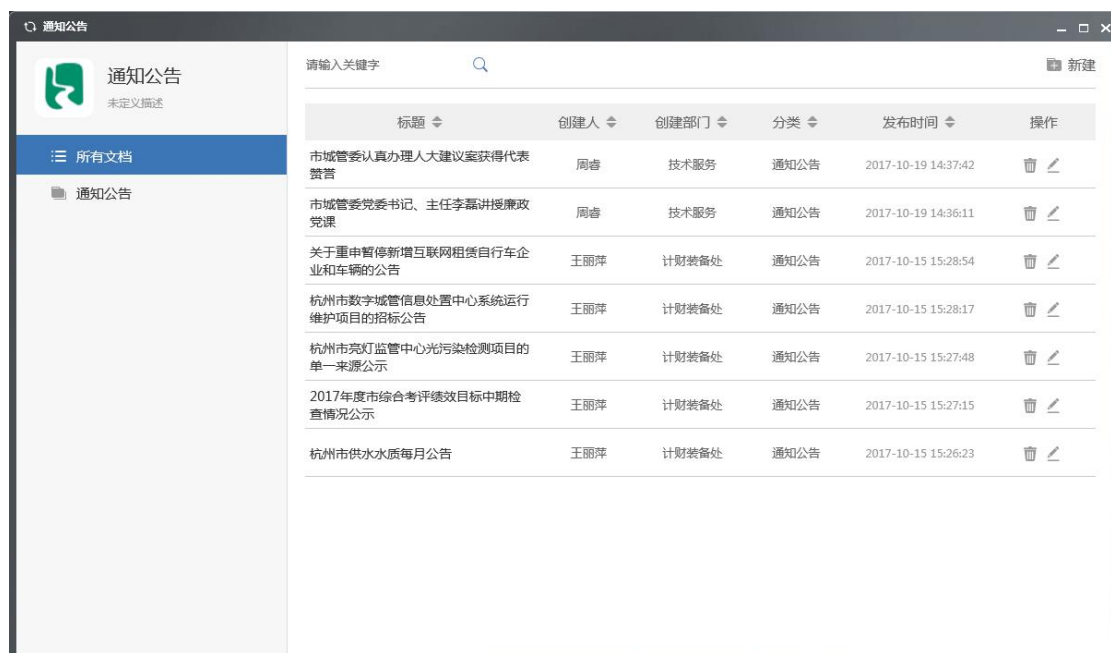 通知公告
通知公告
未定义描述
所有文档
通知公告
请输入关键字
新建
标题 创建人 创建部门 分类 发布时间 操作
市城管委认真办理人大建议案获得代表
赞誉
周睿 技术服务 通知公告 2017-10-19 14:37:42
市城管委党委书记、主任李磊讲授廉政
党课
周睿 技术服务 通知公告 2017-10-19 14:36:11
关于重申暂停新增互联网租赁自行车企
业和车辆的公告
王丽萍 计财装备处 通知公告 2017-10-15 15:28:54
杭州市数字城管信息处置中心系统运行
维护项目的招标公告
王丽萍 计财装备处 通知公告 2017-10-15 15:28:17
杭州市亮灯监管中心光污染检测项目的
单一来源公示
王丽萍 计财装备处 通知公告 2017-10-15 15:27:48
2017年度市综合考评绩效目标中期检
查情况公示
王丽萍 计财装备处 通知公告 2017-10-15 15:27:15
杭州市供水水质每月公告 王丽萍 计财装备处 通知公告 2017-10-15 15:26:23